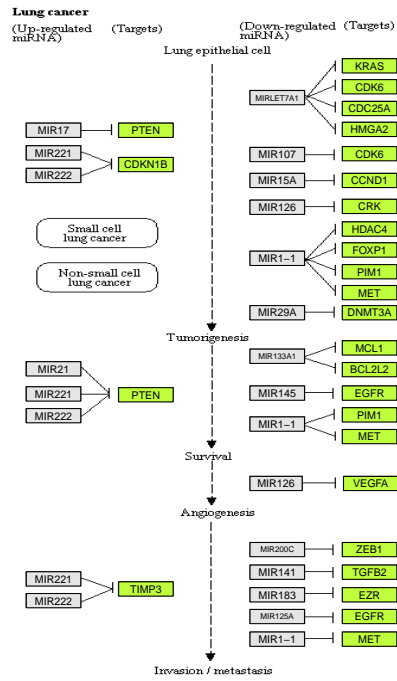 Lung cancer
(Up-regulated miRNA) (Targets) (Down-regulated miRNA) (Targets)
Lung epithelial cell
KRAS
CDK6
MIRLET7A1
CDC25A
HMGA2
MIR17 PTEN
MIR221
CDKN1B
MIR222
MIR107 CDK6
MIR15A CCND1
MIR126 CRK
Small cell
lung cancer
Non-small cell
lung cancer
HDAC4
FOXP1
MIR1-1
PIM1
MET
MIR29A DNMT3A
Tumorigenesis
MIR21
MIR221 PTEN
MIR222
MCL1
MIR133A1
BCL2L2
MIR145 EGFR
PIM1
MIR1-1
MET
Survival
MIR126 VEGFA
Angiogenesis
MIR221
TIMP3
MIR222
MIR200C ZEB1
MIR141 TGFB2
MIR183 EZR
MIR125A EGFR
MIR1-1 MET
Invasion / metastasis